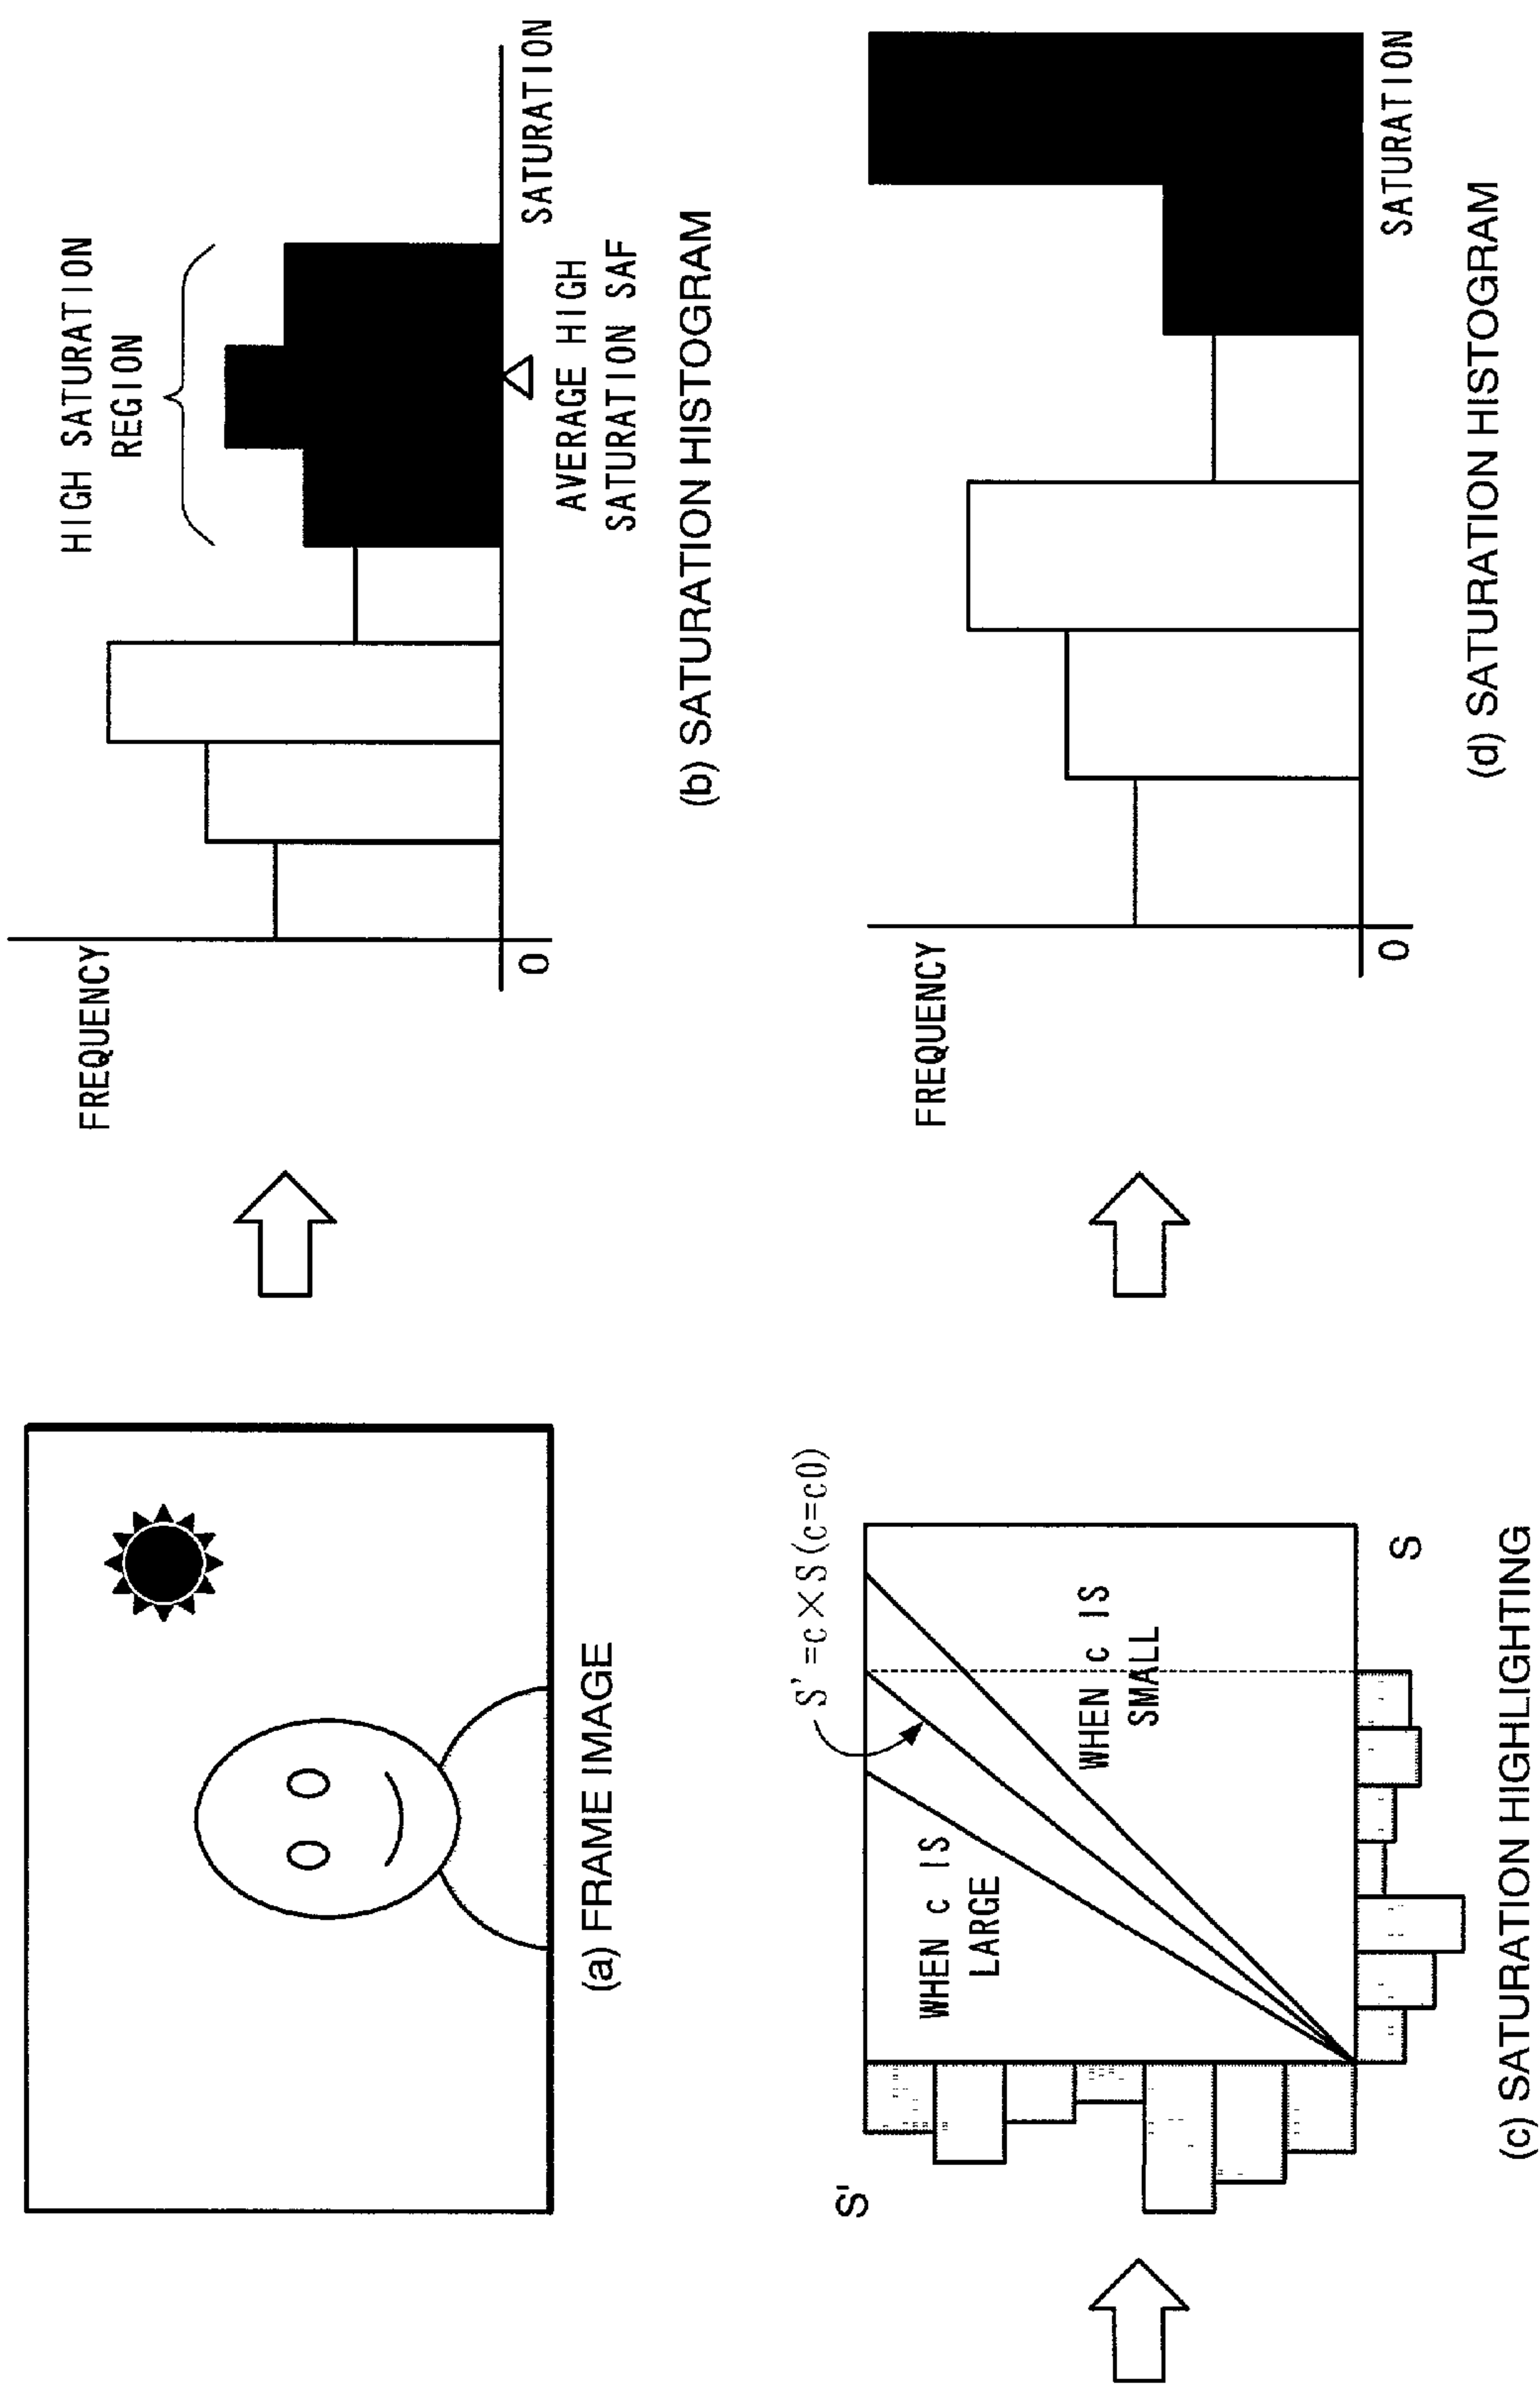 (a) FRAME IMAGE
FREQUENCY
HIGH SATURATION
REGION
0
SATURATION
AVERAGE HIGH
SATURATION SAF
(b) SATURATION HISTOGRAM
S'
S' =c×S(c=c0)
WHEN c IS
LARGE
WHEN c IS
SMALL
S
(c) SATURATION HIGHLIGHTING
FREQUENCY
0
SATURATION
(d) SATURATION HISTOGRAM